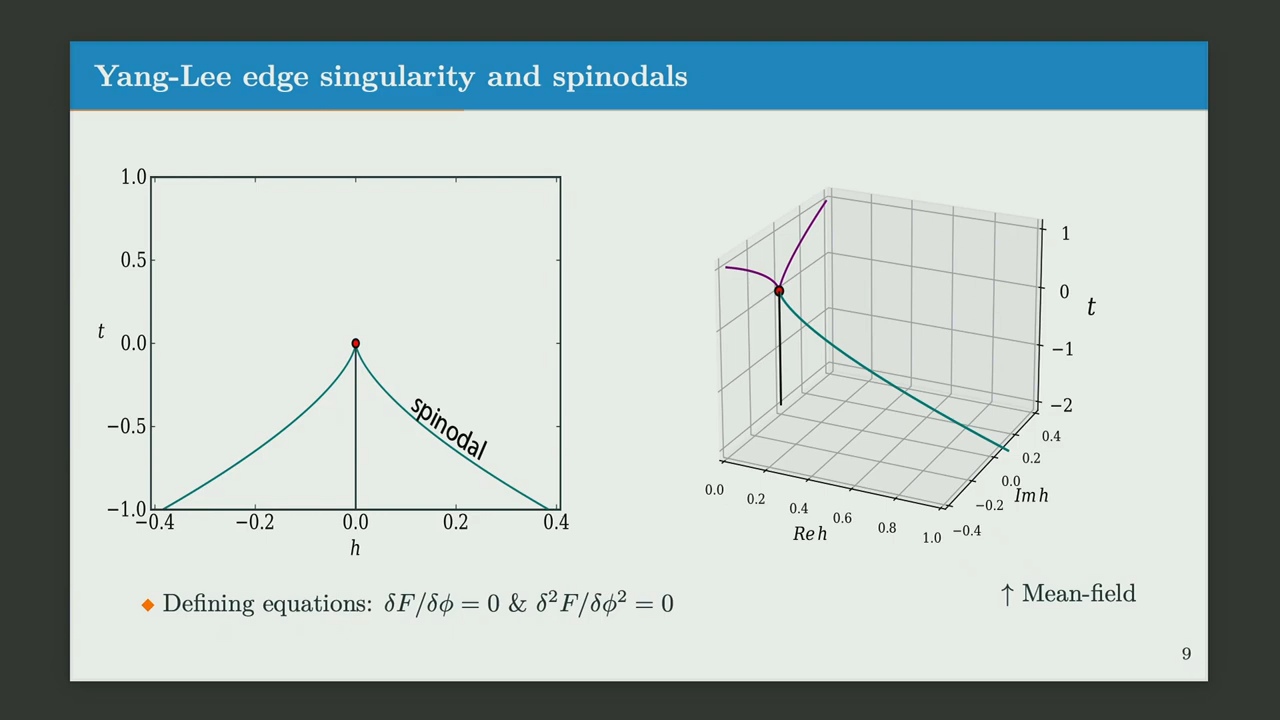 Yang-Lee edge singularity and spinodals
1.0
0.5
t
0.0
−0.5
−1.0
spinodal
−0.4
−0.2
0.0
0.2
0.4
h
1
0
t
−1
−2
0.4
0.2
0.0
−0.2
−0.4
Im h
0.0
0.2
0.4
0.6
0.8
1.0
Re h
◆ Defining equations: δF/δϕ = 0 & δ²F/δϕ² = 0
↑ Mean-field
9